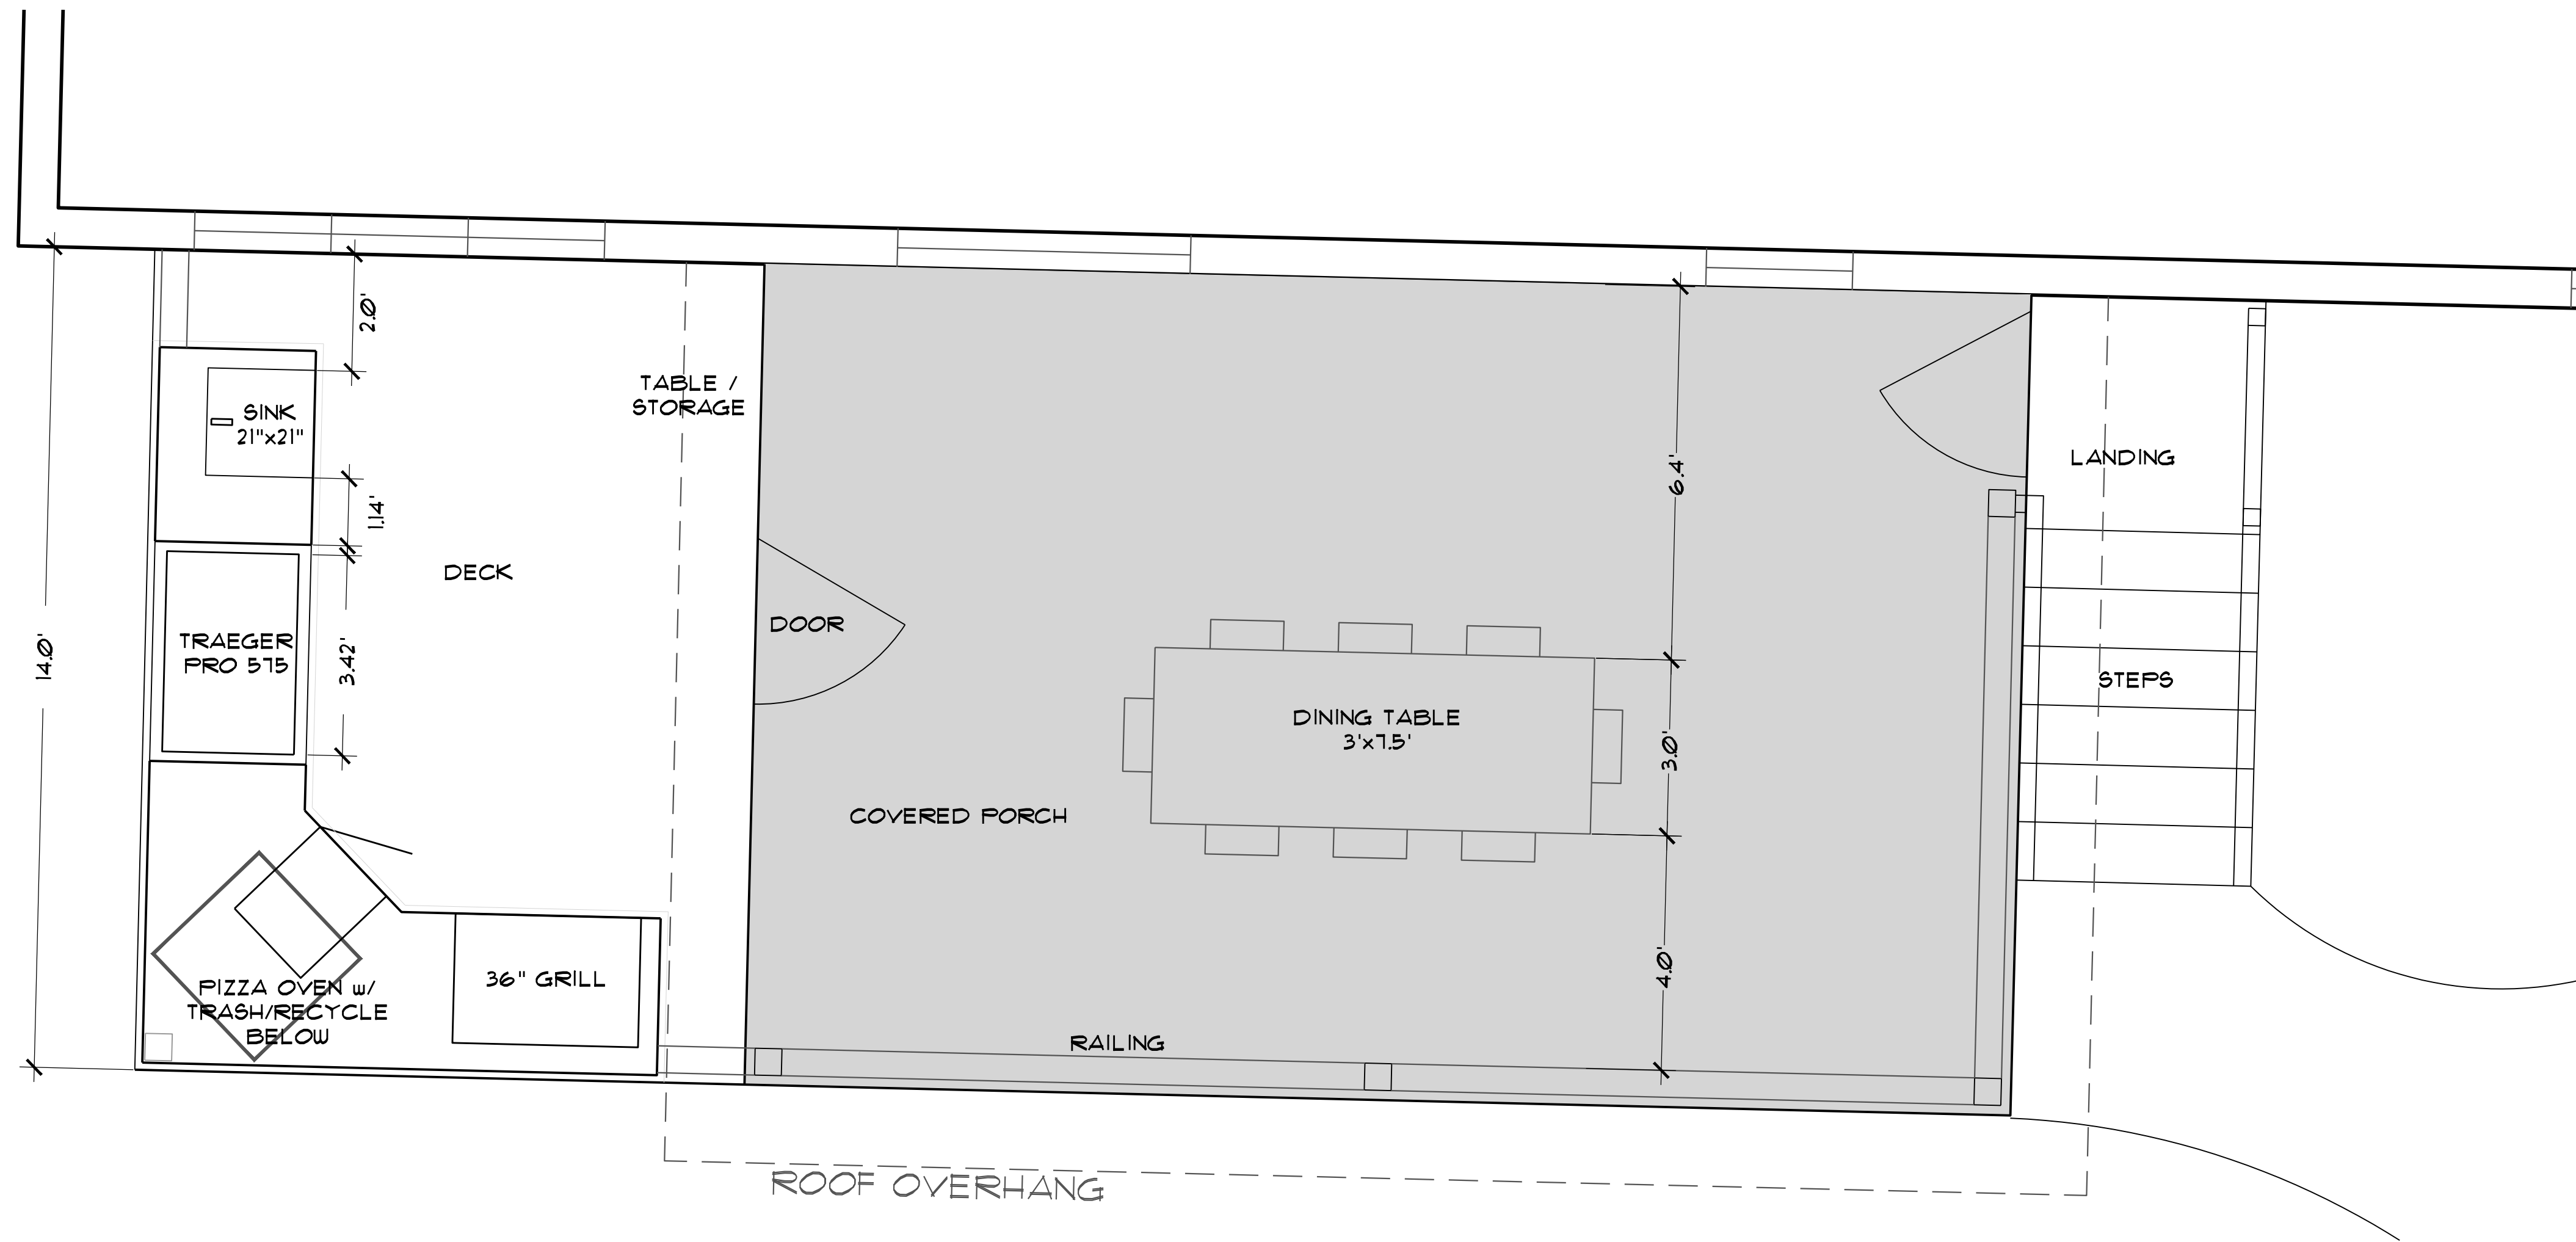 2.0'
TABLE /
STORAGE
SINK
21"x21"
LANDING
6.4'
1.14'
DECK
DOOR
14.0'
TRAEGER
PRO 575
3.42'
STEPS
DINING TABLE
3'x7.5'
3.0'
COVERED PORCH
36" GRILL
4.0'
PIZZA OVEN w/
TRASH/RECYCLE
BELOW
RAILING
ROOF OVERHANG